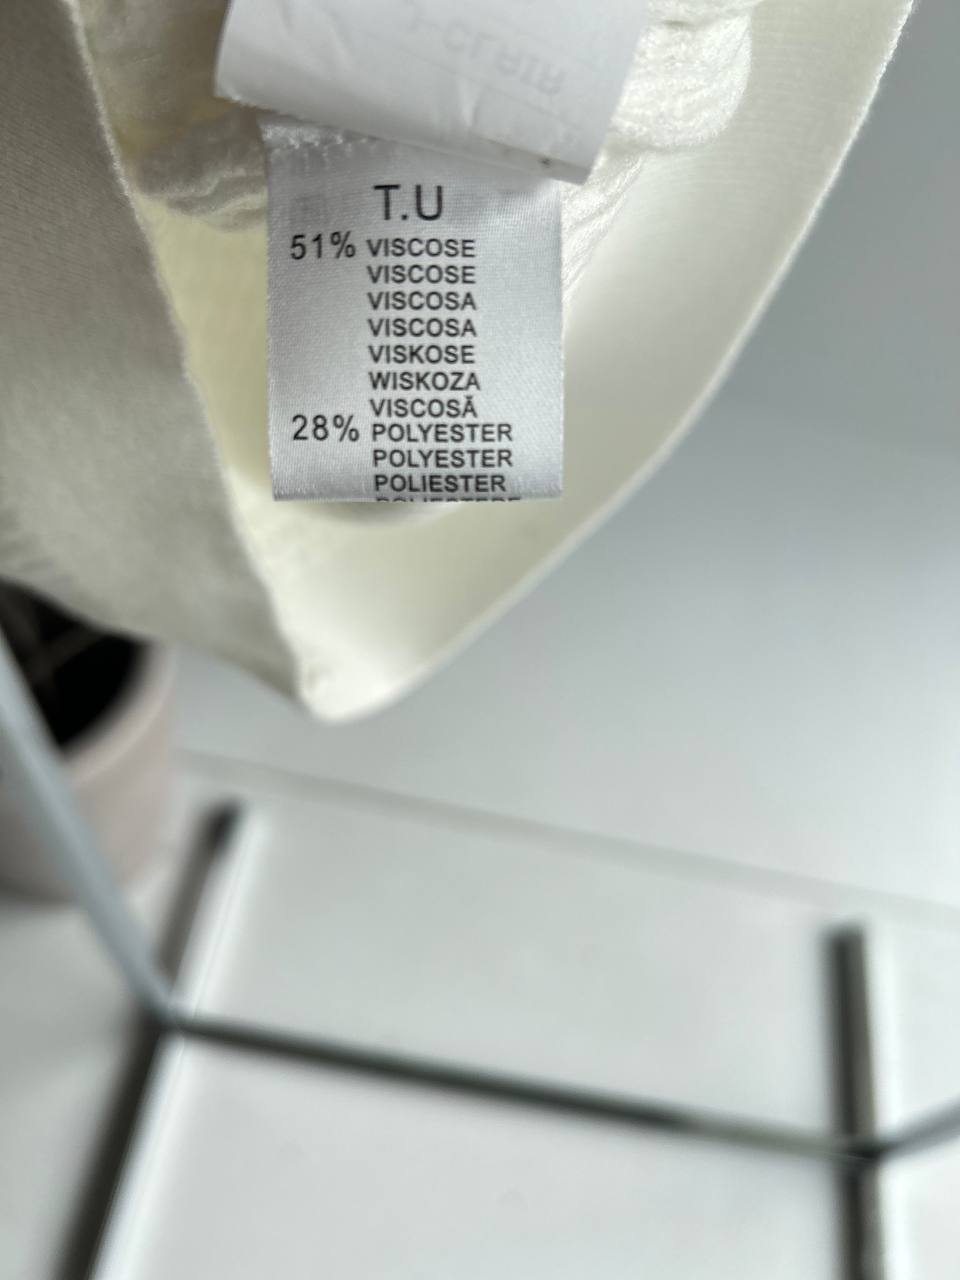 T.U
51% VISCOSE
VISCOSE
VISCOSA
VISCOSA
VISKOSE
WISKOZA
VISCOSĂ
28% POLYESTER
POLYESTER
POLIESTER